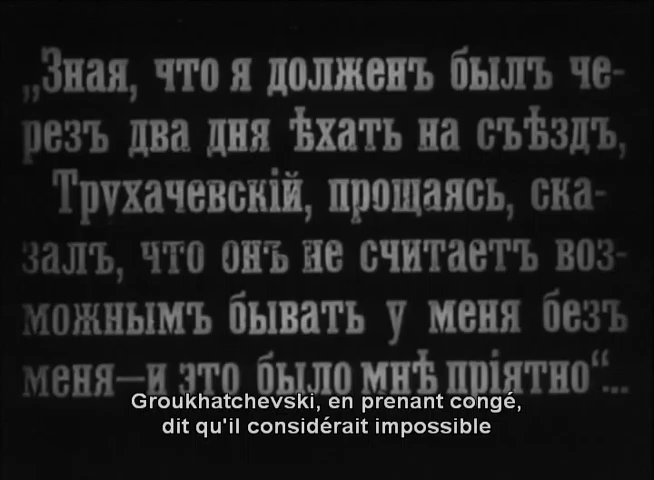 „Зная, что я долженъ былъ че-
резъ два дня ѣхать на съѣздъ,
Трухачевскій, прощаясь, ска-
залъ, что онъ не считаетъ воз-
можнымъ бывать у меня безъ
меня—и это было мнѣ пріятно“...
Groukhatchevski, en prenant congé,
dit qu'il considérait impossible